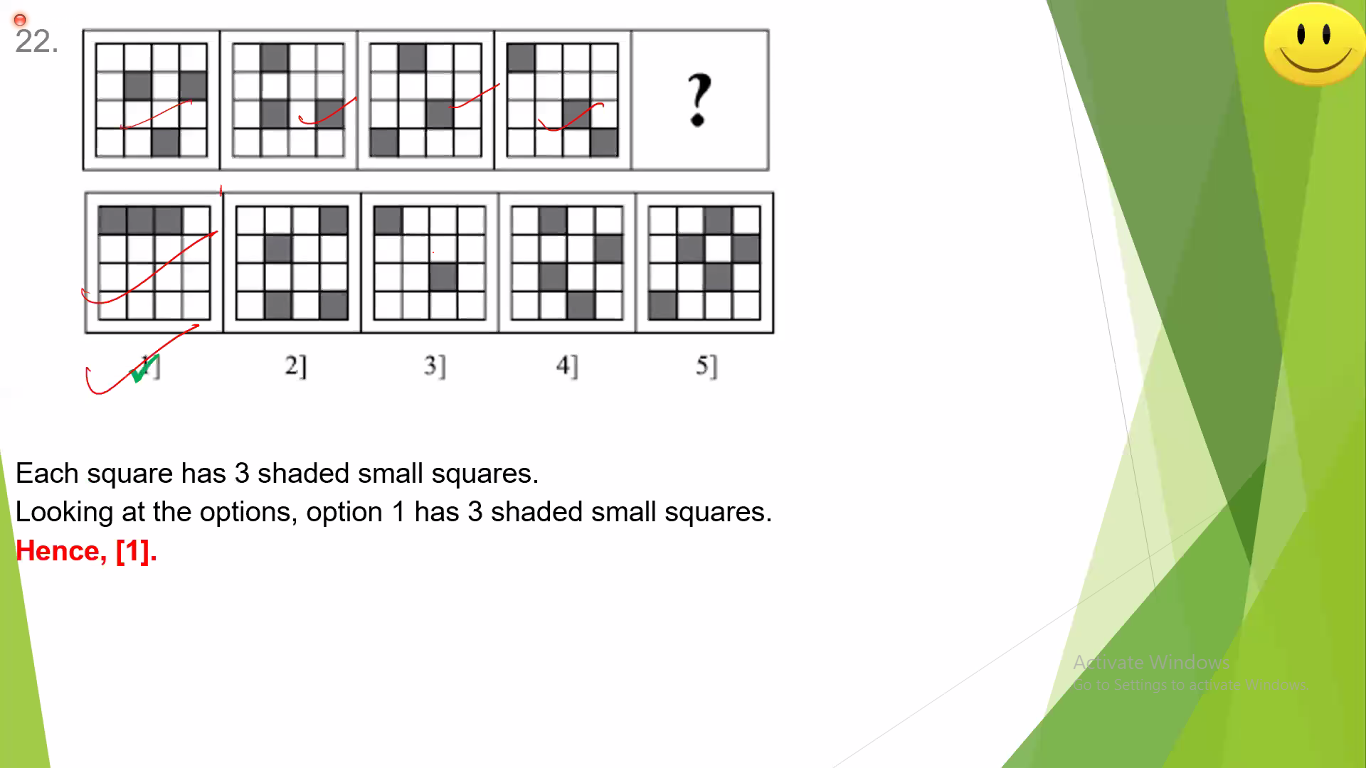 22.
?
1]
2]
3]
4]
5]
Each square has 3 shaded small squares.
Looking at the options, option 1 has 3 shaded small squares.
Hence, [1].
Activate Windows
Go to Settings to activate Windows.